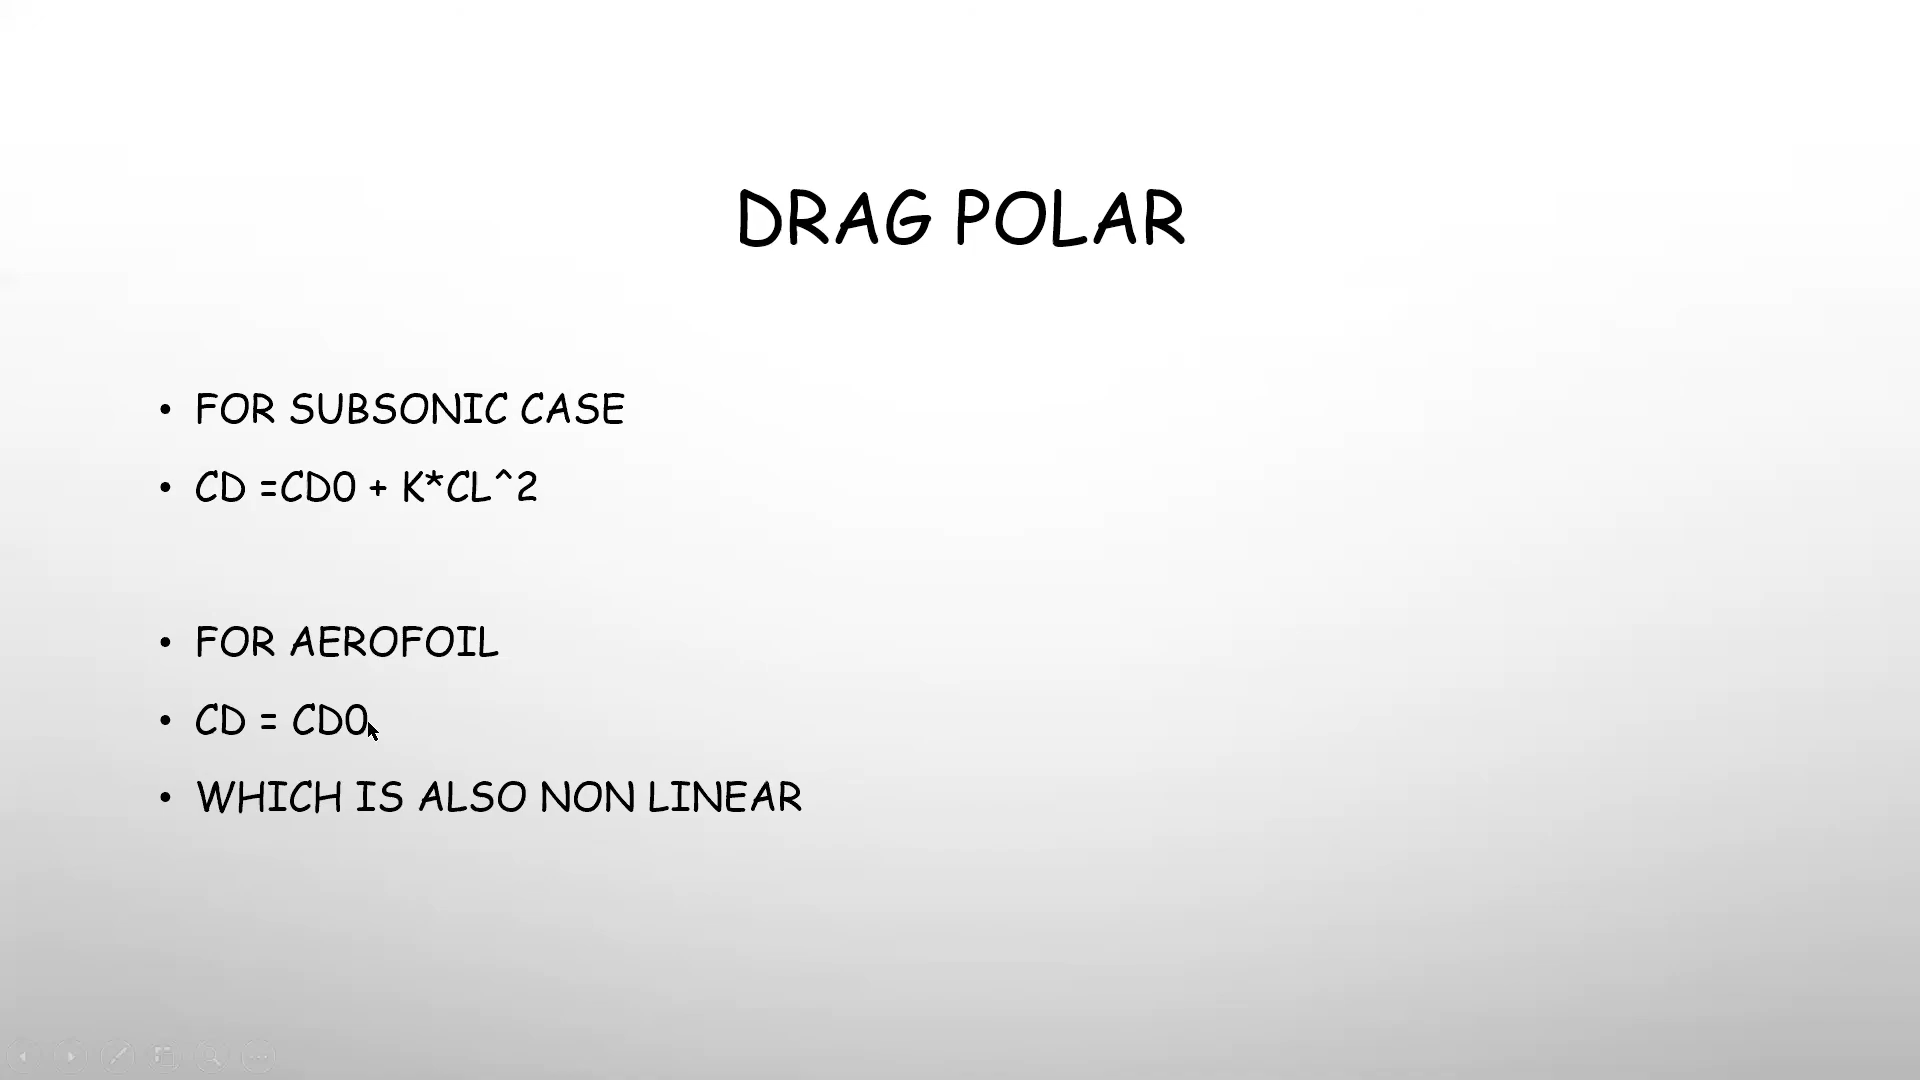 DRAG POLAR
• FOR SUBSONIC CASE
• CD =CD0 + K*CL^2
• FOR AEROFOIL
• CD = CD0
• WHICH IS ALSO NON LINEAR